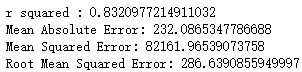 r squared : 0.8320977214911032
Mean Absolute Error: 232.0865347786688
Mean Squared Error: 82161.96539073758
Root Mean Squared Error: 286.6390855949997